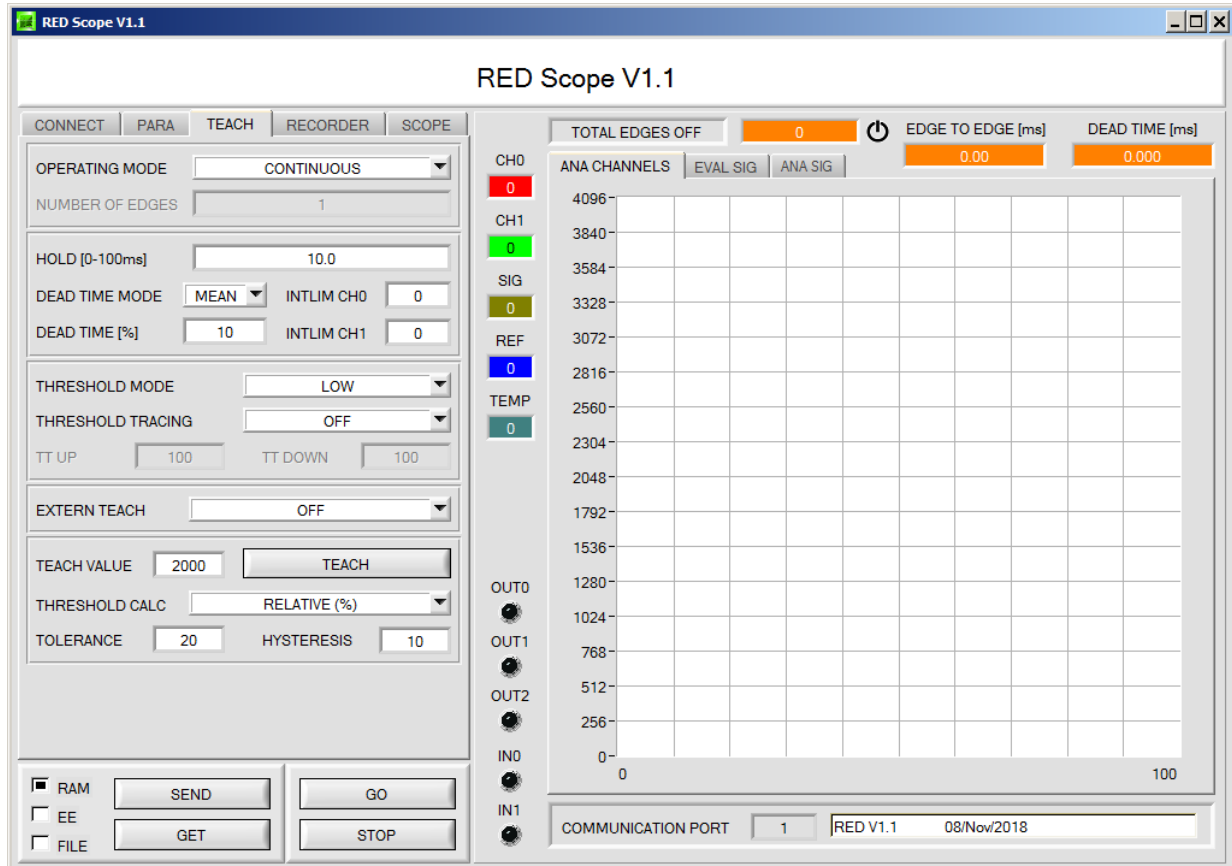 RED Scope V1.1
RED Scope V1.1
CONNECT PARA TEACH RECORDER SCOPE
OPERATING MODE CONTINUOUS
NUMBER OF EDGES 1
HOLD [0-100ms] 10.0
DEAD TIME MODE MEAN INTLIM CH0 0
DEAD TIME [%] 10 INTLIM CH1 0
THRESHOLD MODE LOW
THRESHOLD TRACING OFF
TT UP 100 TT DOWN 100
EXTERN TEACH OFF
TEACH VALUE 2000 TEACH
THRESHOLD CALC RELATIVE (%)
TOLERANCE 20 HYSTERESIS 10
RAM SEND GO
EE
GET STOP
FILE
CH0
0
CH1
0
SIG
0
REF
0
TEMP
0
OUT0
OUT1
OUT2
IN0
IN1
TOTAL EDGES OFF 0
EDGE TO EDGE [ms]
0.00
DEAD TIME [ms]
0.000
ANA CHANNELS EVAL SIG ANA SIG
4096
3840
3584
3328
3072
2816
2560
2304
2048
1792
1536
1280
1024
768
512
256
0
0 100
COMMUNICATION PORT 1 RED V1.1 08/Nov/2018